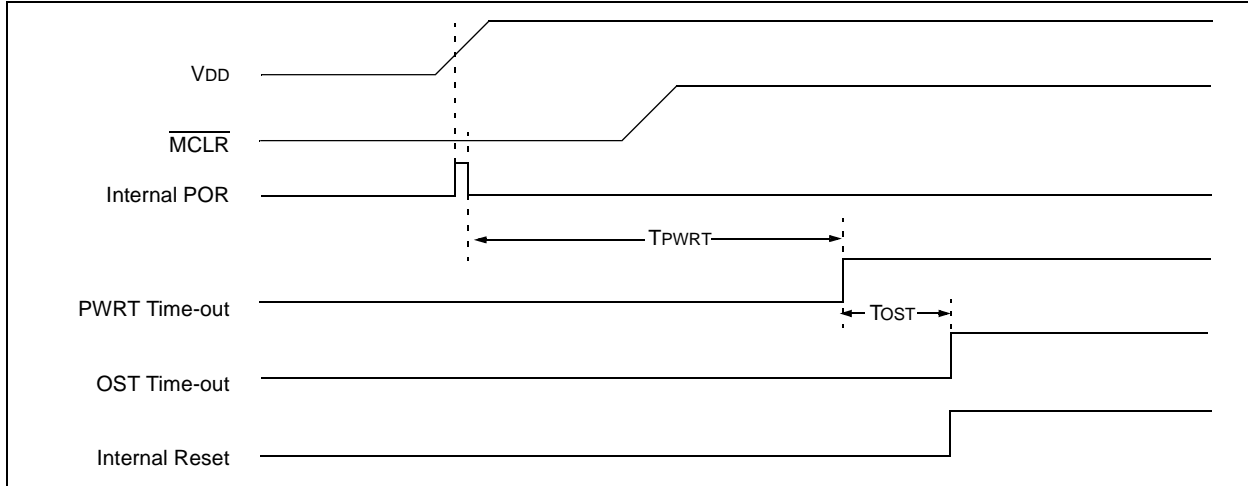 VDD
MCLR
Internal POR
TPWRT
PWRT Time-out
TOST
OST Time-out
Internal Reset